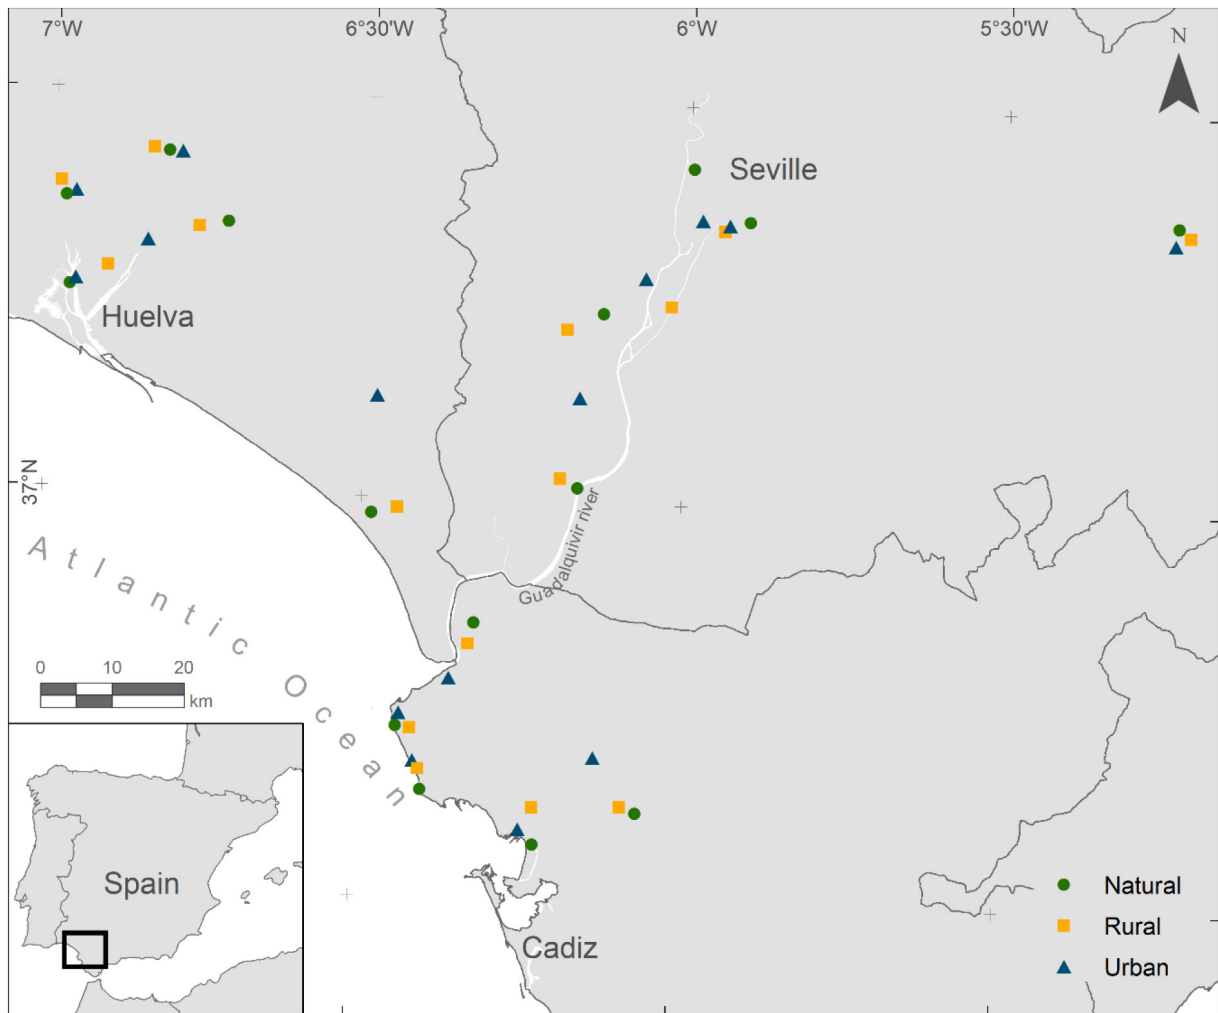 7°W 6°30'W 6°W 5°30'W
N
Seville
Huelva
37°N
Guadalquivir river
Atlantic Ocean
0 10 20
km
Spain
Cadiz
Natural
Rural
Urban